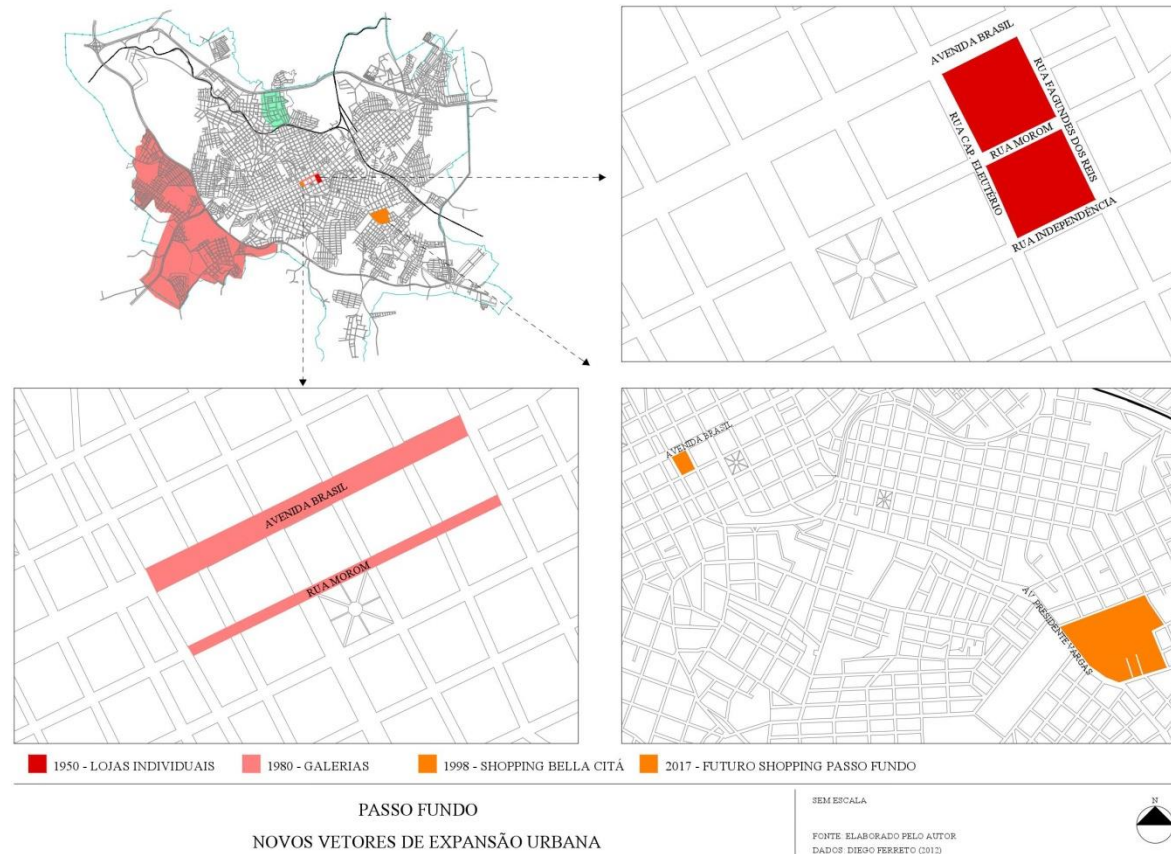 AVENIDA BRASIL
RUA FAGUNDES DOS REIS
RUA CAP. ELEUTÉRIO
RUA MOROM
RUA INDEPENDÊNCIA
AVENIDA BRASIL
RUA MOROM
AVENIDA BRASIL
AV. PRESIDENTE VARGAS
1950 - LOJAS INDIVIDUAIS
1980 - GALERIAS
1998 - SHOPPING BELLA CITÁ
2017 - FUTURO SHOPPING PASSO FUNDO
PASSO FUNDO
NOVOS VETORES DE EXPANSÃO URBANA
SEM ESCALA
FONTE: ELABORADO PELO AUTOR
DADOS: DIEGO FERRETO (2012)
N